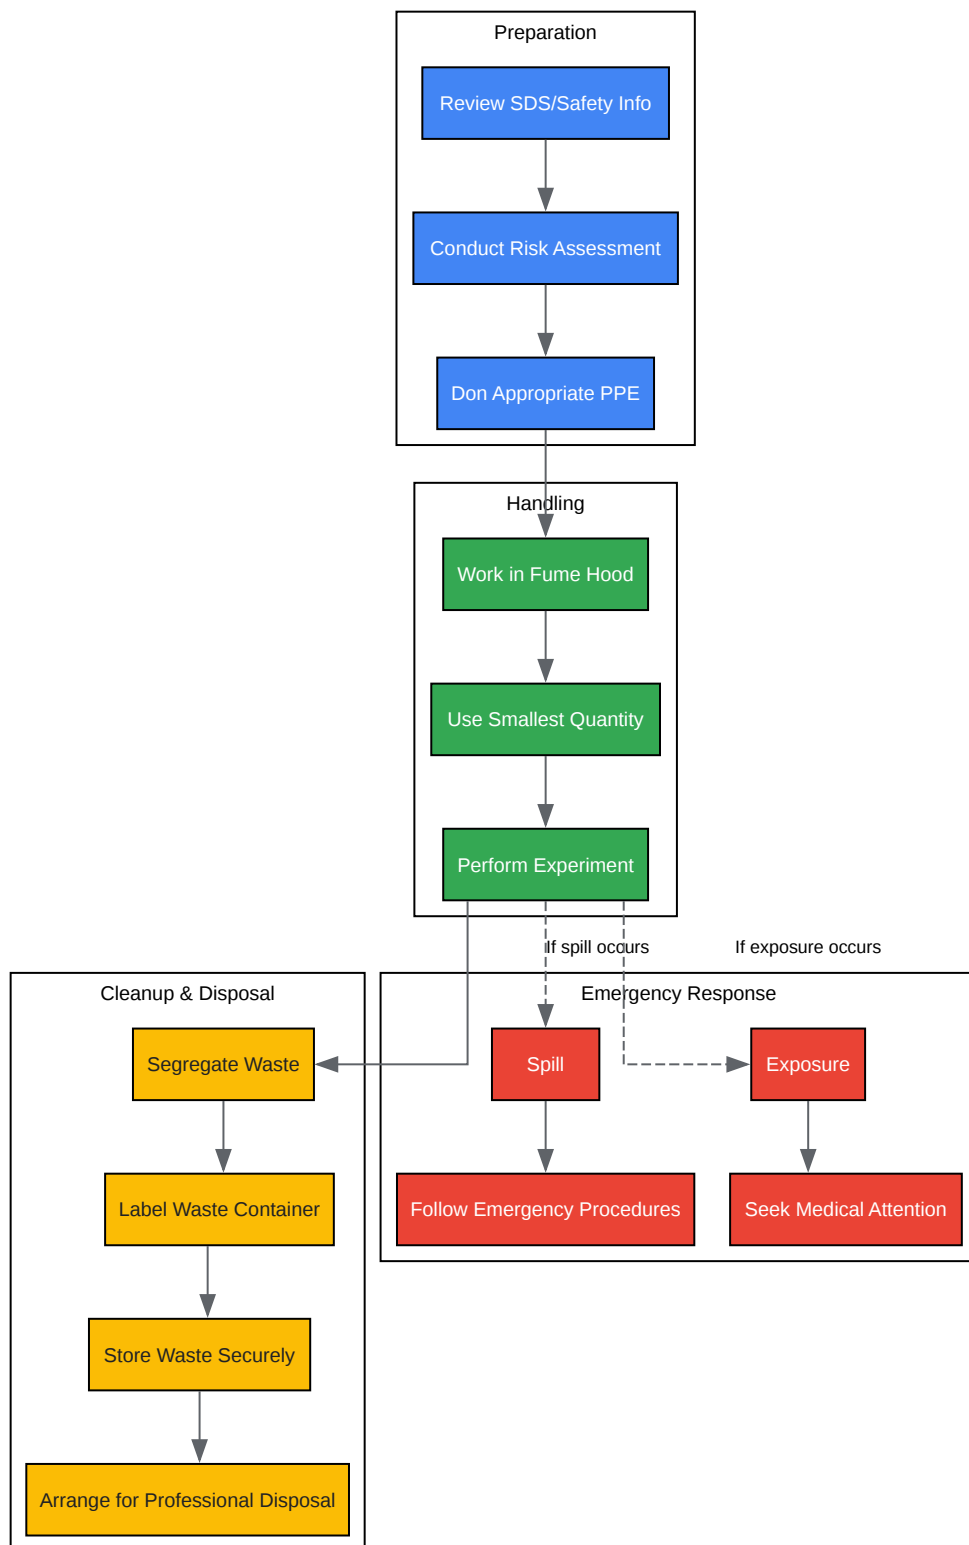 Preparation
Review SDS/Safety Info
Conduct Risk Assessment
Don Appropriate PPE
Handling
Work in Fume Hood
Use Smallest Quantity
Perform Experiment
If spill occurs
If exposure occurs
Cleanup & Disposal
Segregate Waste
Label Waste Container
Store Waste Securely
Arrange for Professional Disposal
Emergency Response
Spill
Exposure
Follow Emergency Procedures
Seek Medical Attention